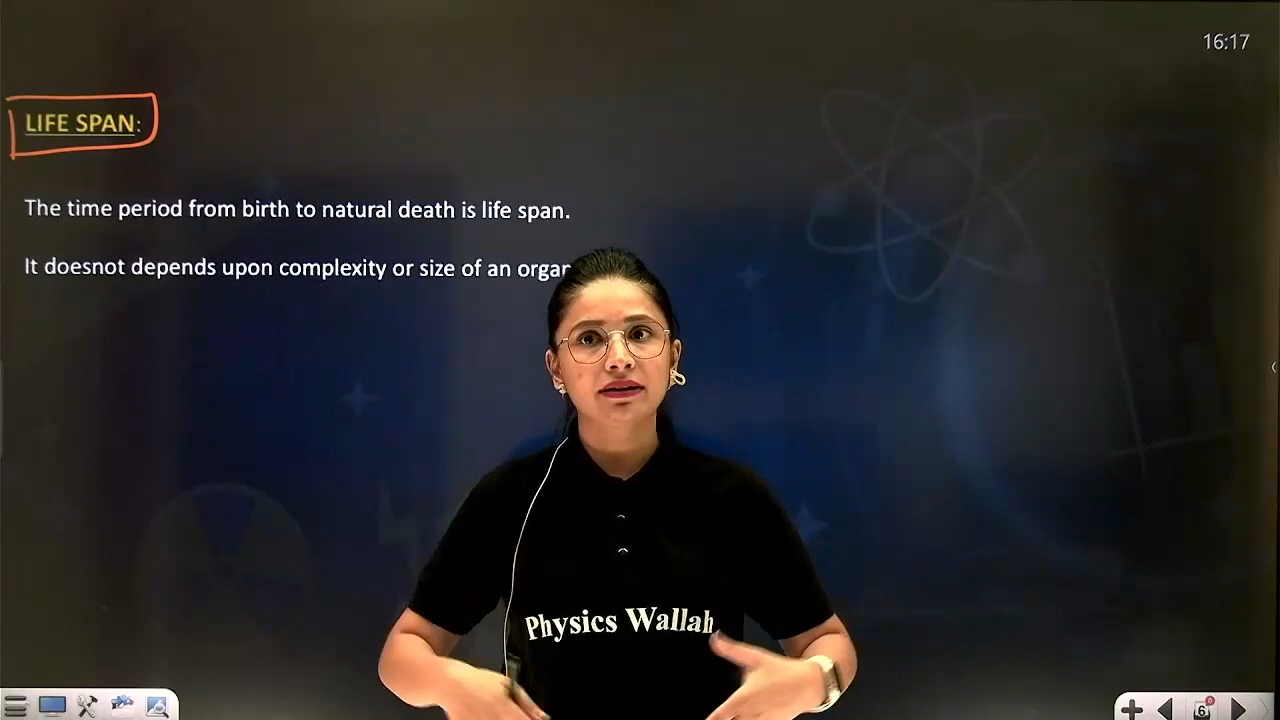 16:17
LIFE SPAN:
The time period from birth to natural death is life span.
It doesnot depends upon complexity or size of an
Physics Wallah
6